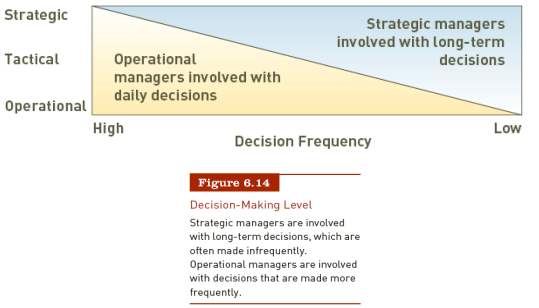 Strategic
Strategic managers
involved with long-term
decisions
Tactical
Operational
managers involved with
daily decisions
Operational
High
Low
Decision Frequency
Figure 6.14
Decision-Making Level
Strategic managers are involved
with long-term decisions, which are
often made infrequently.
Operational managers are involved
with decisions that are made more
frequently.